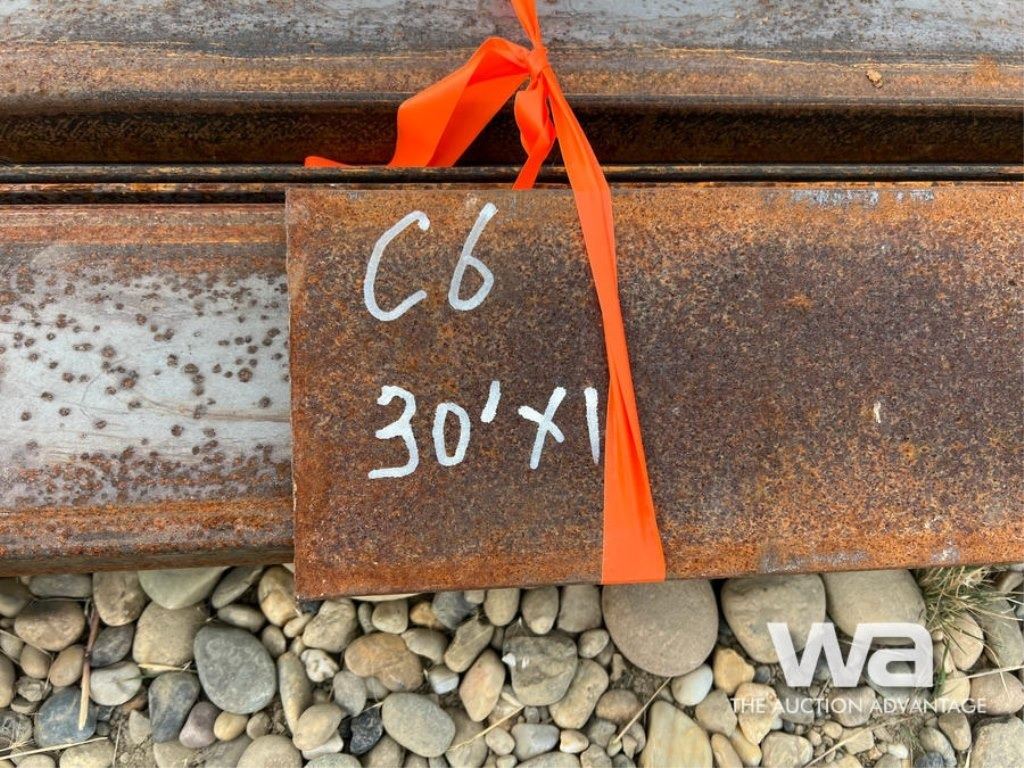 C6
30'X1
wa
THE AUCTION ADVANTAGE